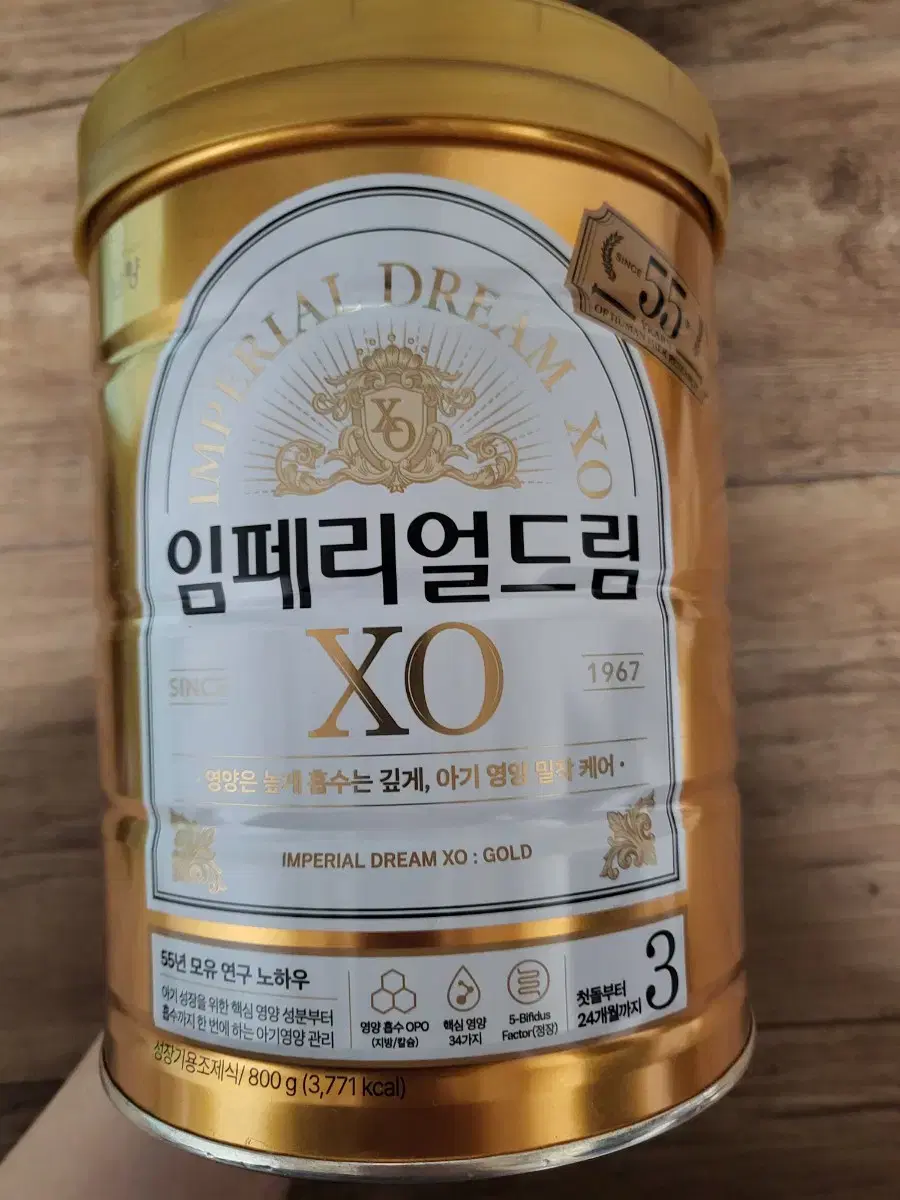 IMPERIAL DREAM XO
SINCE
55
YEARS
XO
임페리얼드림
XO
SINCE
1967
· 영양은 높게 흡수는 깊게, 아기 영양 밀착 케어 ·
IMPERIAL DREAM XO : GOLD
55년 모유 연구 노하우
아기 성장을 위한 핵심 영양 성분부터
흡수까지 한 번에 하는 아기영양 관리
영양 흡수 OPO
(지방/칼슘)
핵심 영양
34가지
5-Bifidus
Factor(정장)
첫돌부터
24개월까지
3
성장기용조제식/ 800 g (3,771 kcal)